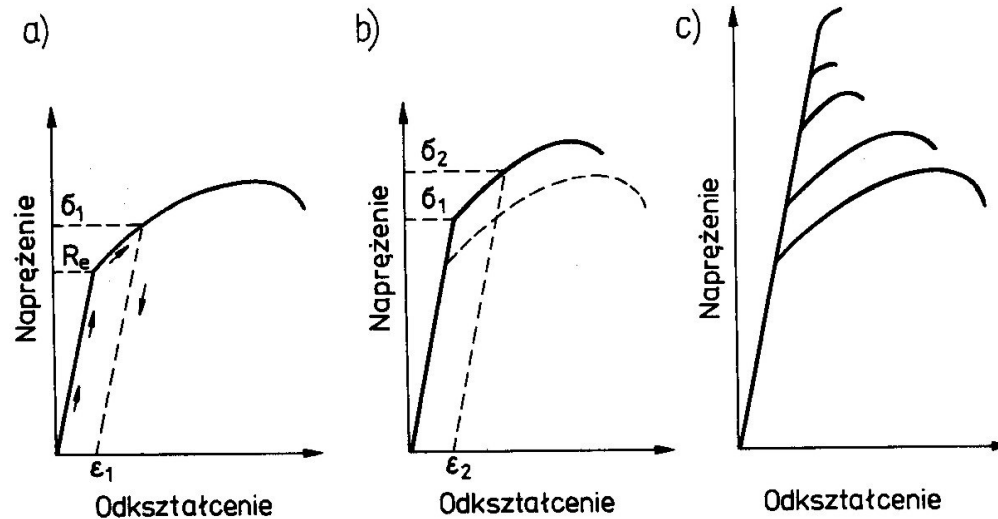 a)
Naprężenie
σ₁
Rₑ
ε₁
Odkształcenie
b)
Naprężenie
σ₂
σ₁
ε₂
Odkształcenie
c)
Naprężenie
Odkształcenie